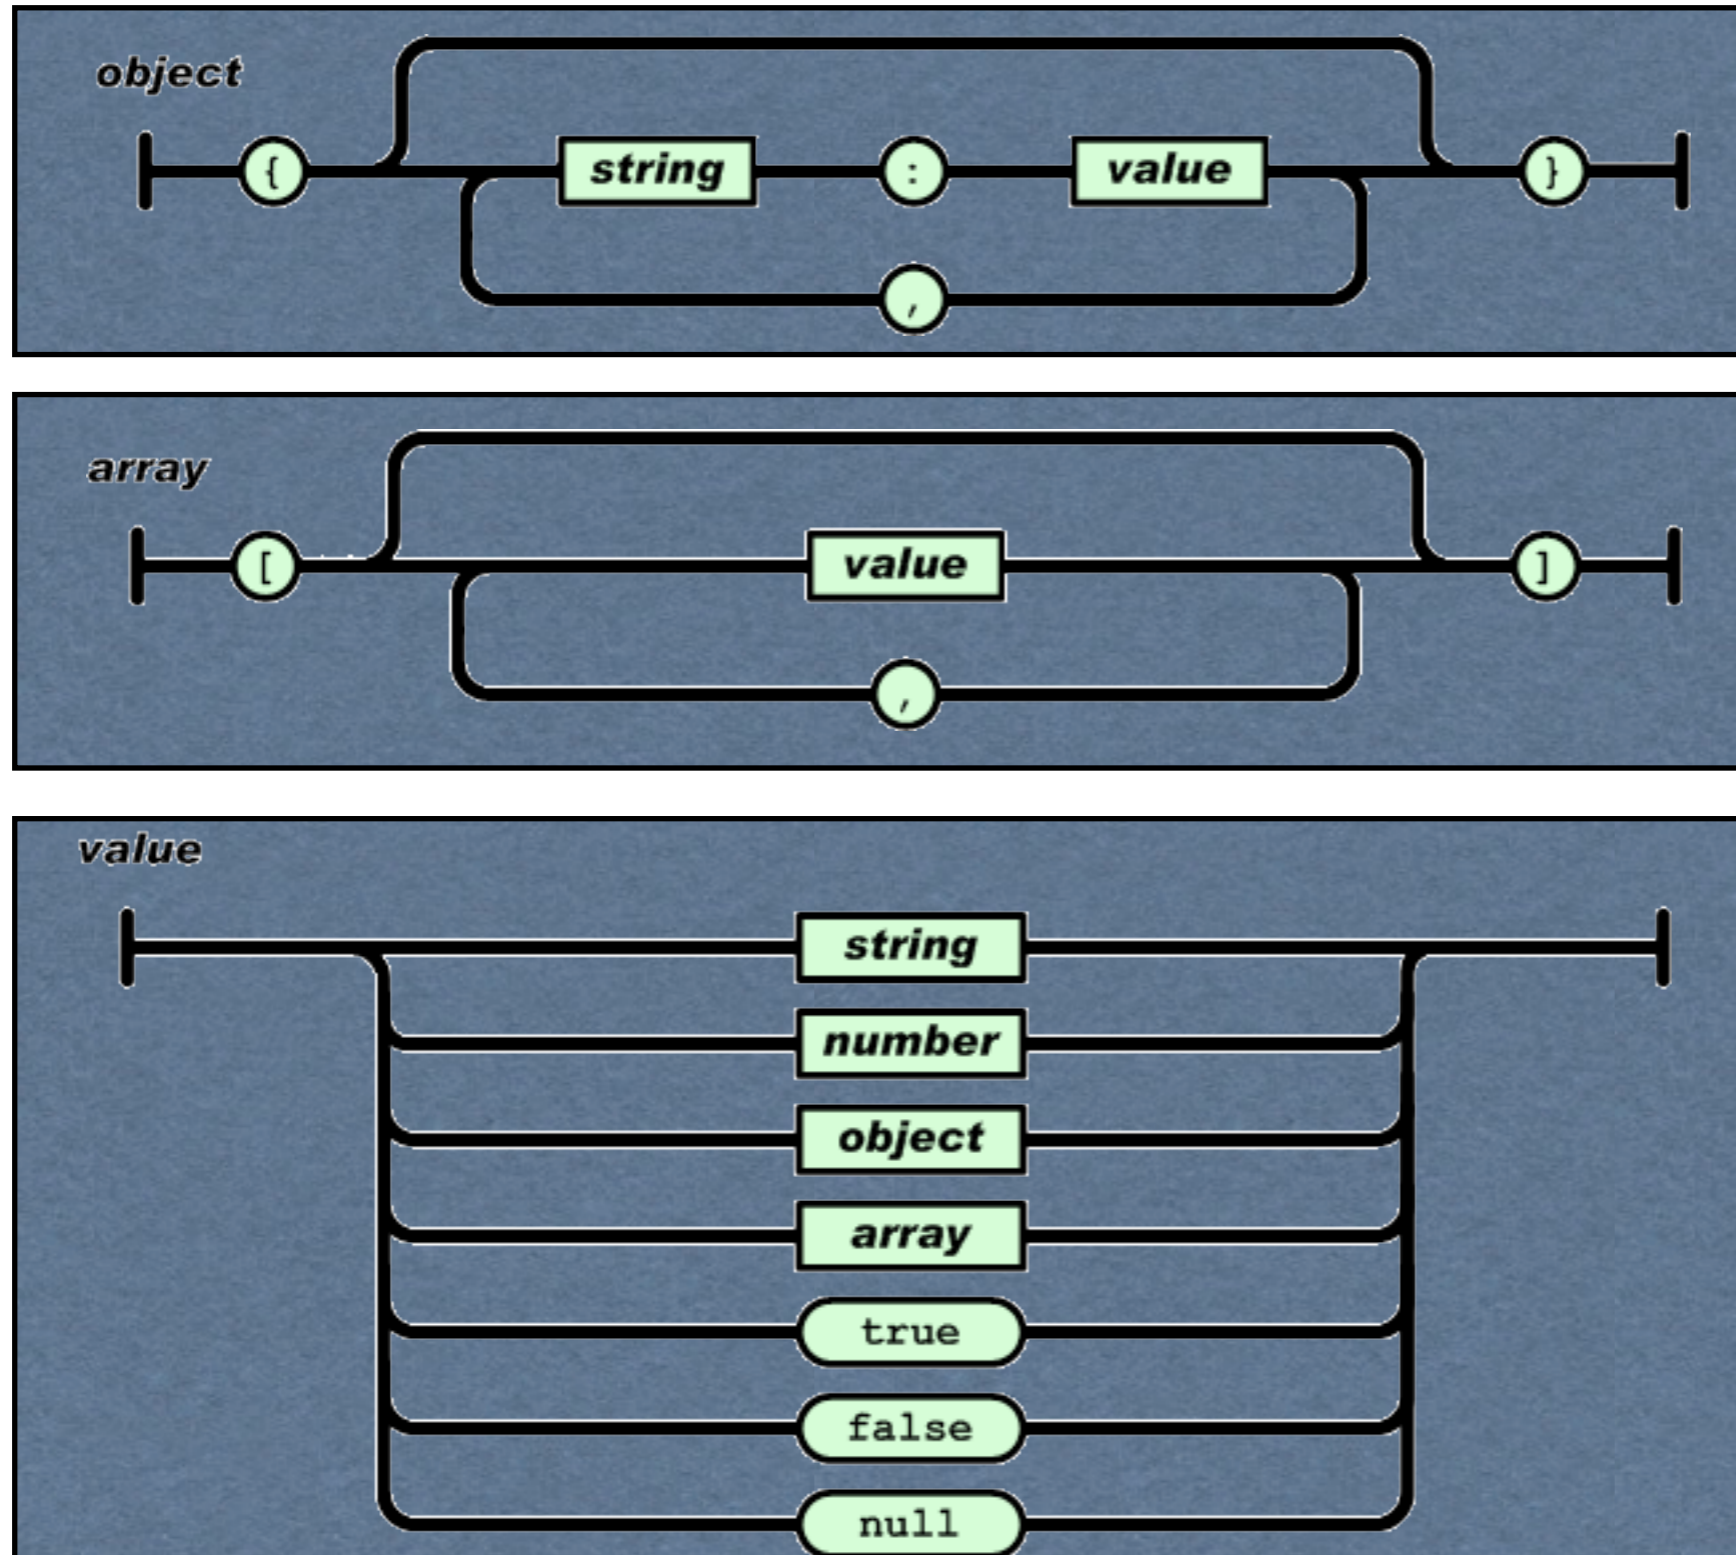 object
{ string : value }
,
array
[ value ]
,
value
string
number
object
array
true
false
null